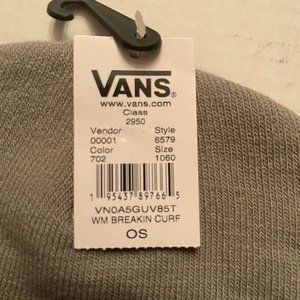 VANS®
www.vans.com
Class
2950
Vendor Style
00001 6579
Color Size
702 1060
1 95437 89766 5
VN0A5GUV85T
WM BREAKIN CURF
OS